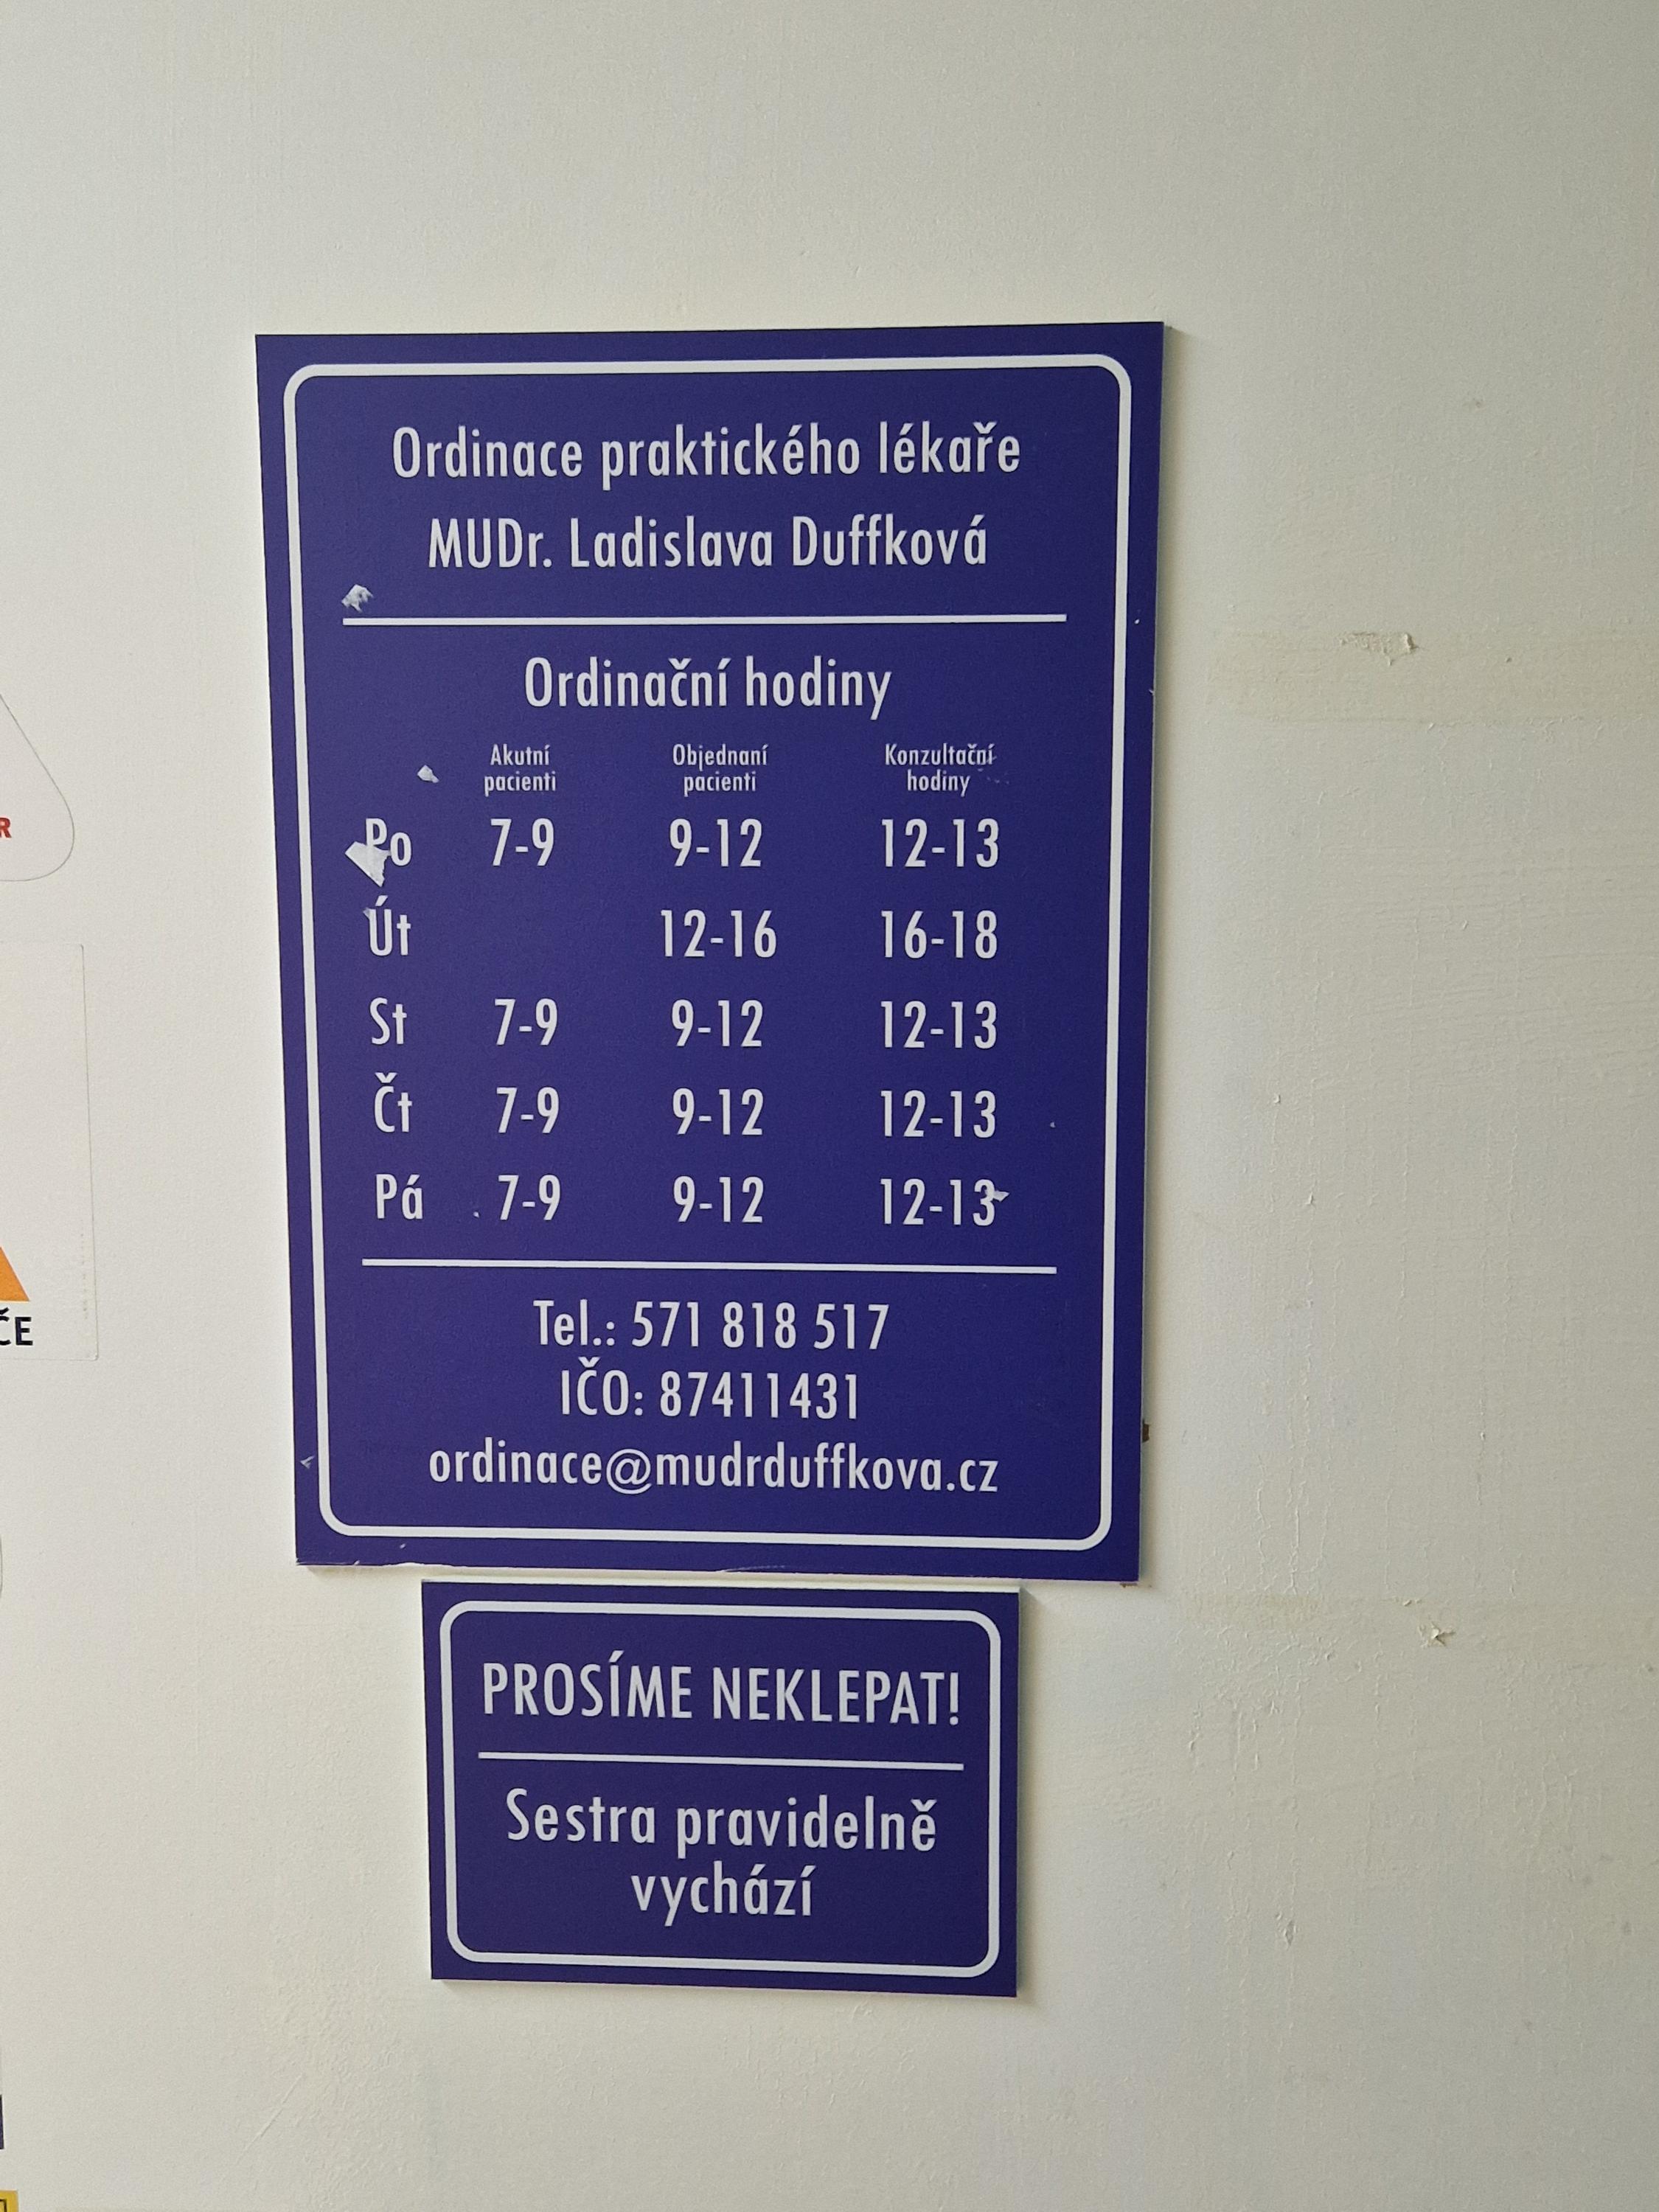 Ordinace praktického lékaře
MUDr. Ladislava Duffková
Ordinační hodiny
Akutní pacienti Objednaní pacienti Konzultační hodiny
Po 7-9 9-12 12-13
Út 12-16 16-18
St 7-9 9-12 12-13
Čt 7-9 9-12 12-13
Pá 7-9 9-12 12-13
Tel.: 571 818 517
IČO: 87411431
ordinace@mudrduffkova.cz
PROSÍME NEKLEPAT!
Sestra pravidelně
vychází